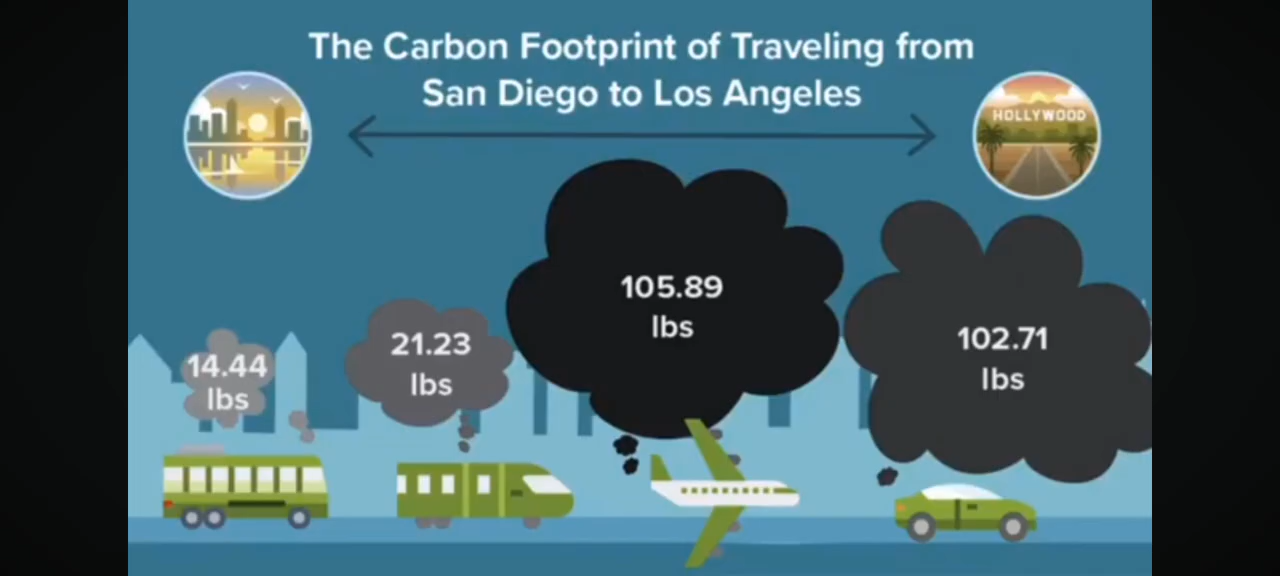 The Carbon Footprint of Traveling from
San Diego to Los Angeles
HOLLYWOOD
14.44
lbs
21.23
lbs
105.89
lbs
102.71
lbs